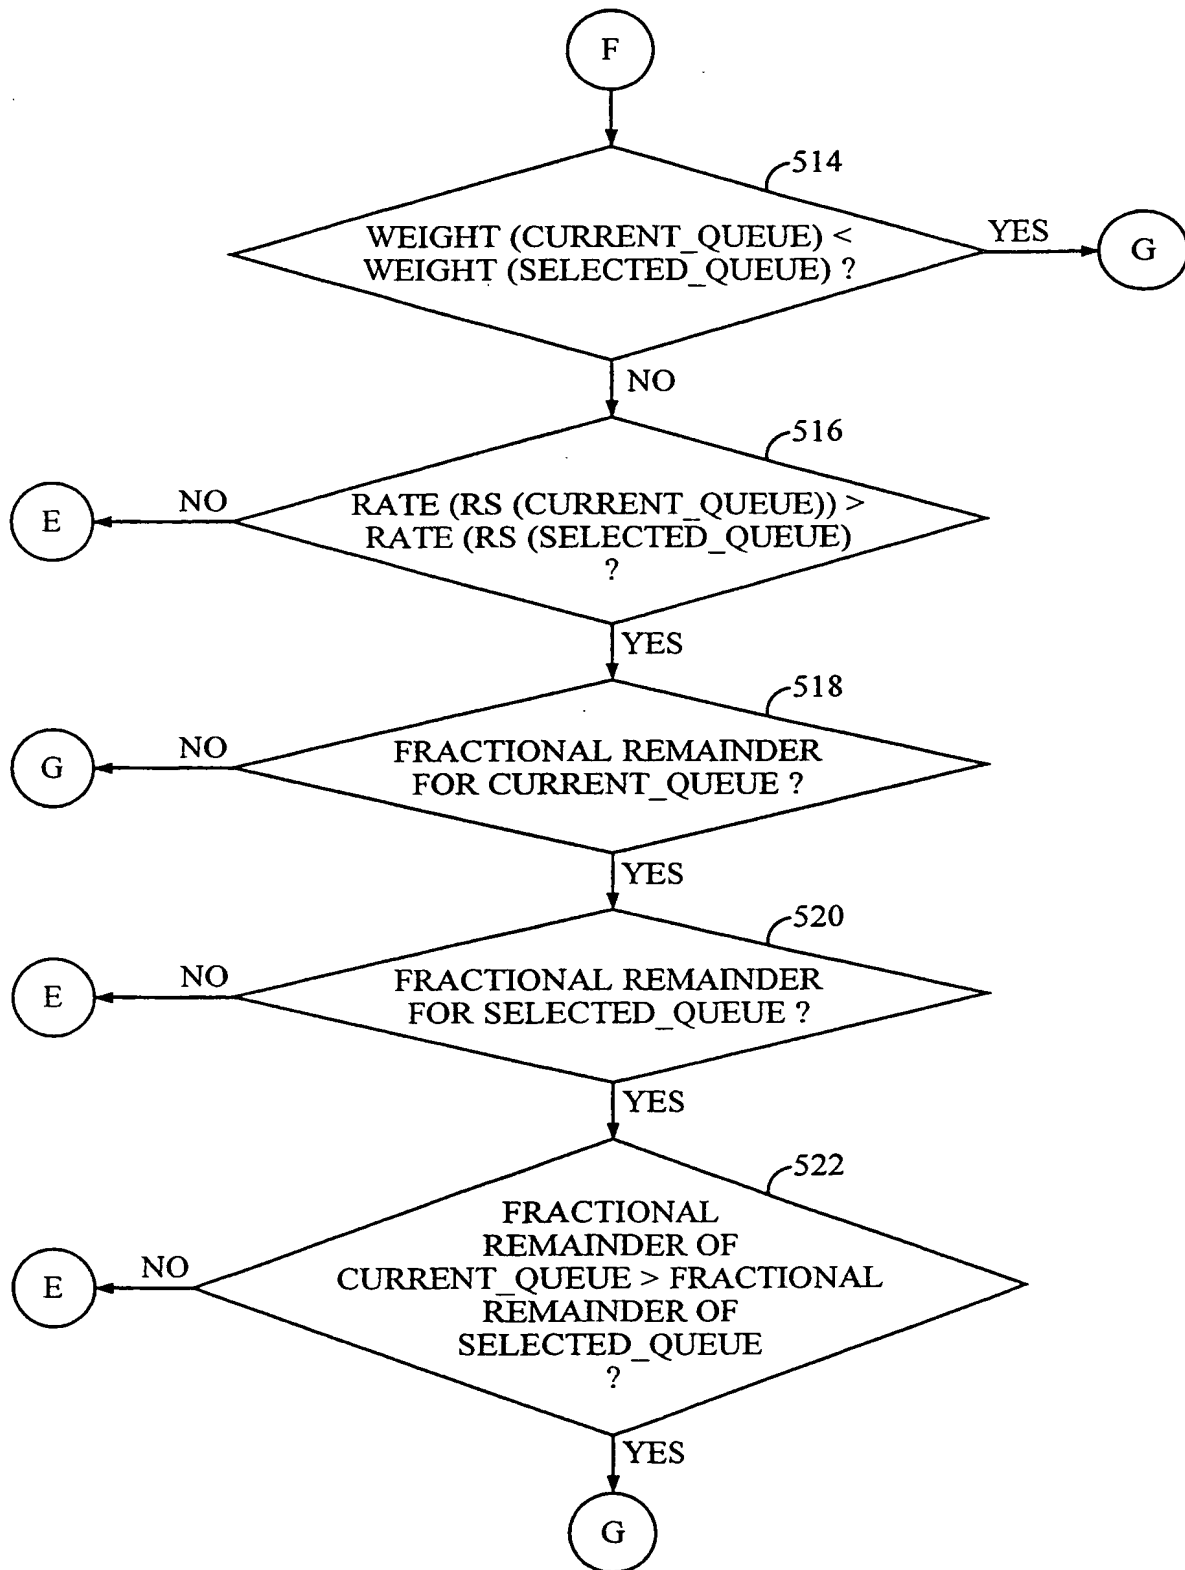 F
514
WEIGHT (CURRENT_QUEUE) <
WEIGHT (SELECTED_QUEUE) ?
YES
G
NO
516
RATE (RS (CURRENT_QUEUE)) >
RATE (RS (SELECTED_QUEUE)
?
NO
E
YES
518
FRACTIONAL REMAINDER
FOR CURRENT_QUEUE ?
NO
G
YES
520
FRACTIONAL REMAINDER
FOR SELECTED_QUEUE ?
NO
E
YES
522
FRACTIONAL
REMAINDER OF
CURRENT_QUEUE > FRACTIONAL
REMAINDER OF
SELECTED_QUEUE
?
NO
E
YES
G